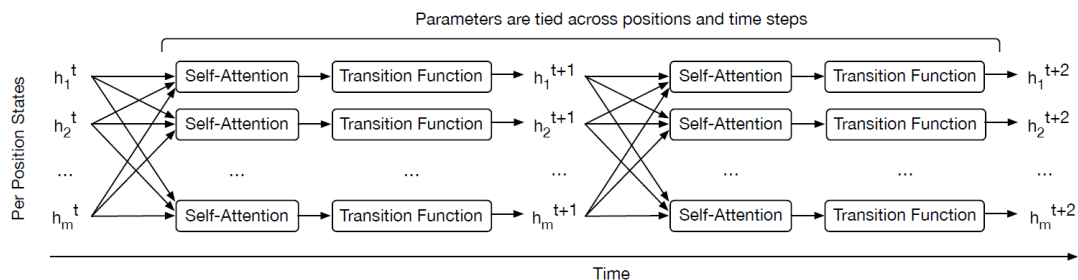 Parameters are tied across positions and time steps
h₁ᵗ Self-Attention Transition Function h₁ᵗ⁺¹ Self-Attention Transition Function h₁ᵗ⁺²
h₂ᵗ Self-Attention Transition Function h₂ᵗ⁺¹ Self-Attention Transition Function h₂ᵗ⁺²
... ... ... ... ... ... ...
hₘᵗ Self-Attention Transition Function hₘᵗ⁺¹ Self-Attention Transition Function hₘᵗ⁺²
Per Position States
Time